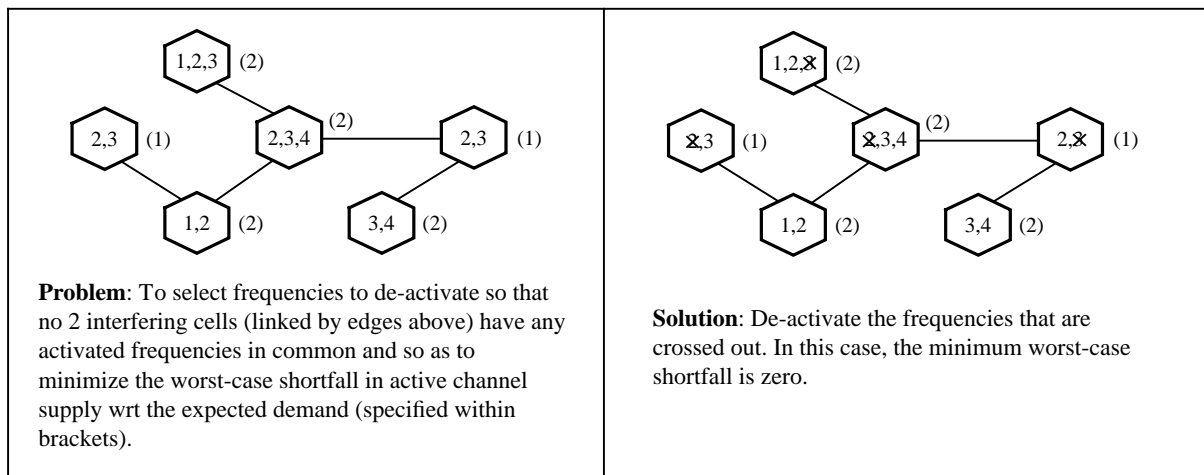 1,2,3 (2)
2,3 (1)
2,3,4 (2)
2,3 (1)
1,2 (2)
3,4 (2)
Problem: To select frequencies to de-activate so that
no 2 interfering cells (linked by edges above) have any
activated frequencies in common and so as to
minimize the worst-case shortfall in active channel
supply wrt the expected demand (specified within
brackets).
1,2,3 (2)
2,3 (1)
2,3,4 (2)
2,3 (1)
1,2 (2)
3,4 (2)
Solution: De-activate the frequencies that are
crossed out. In this case, the minimum worst-case
shortfall is zero.